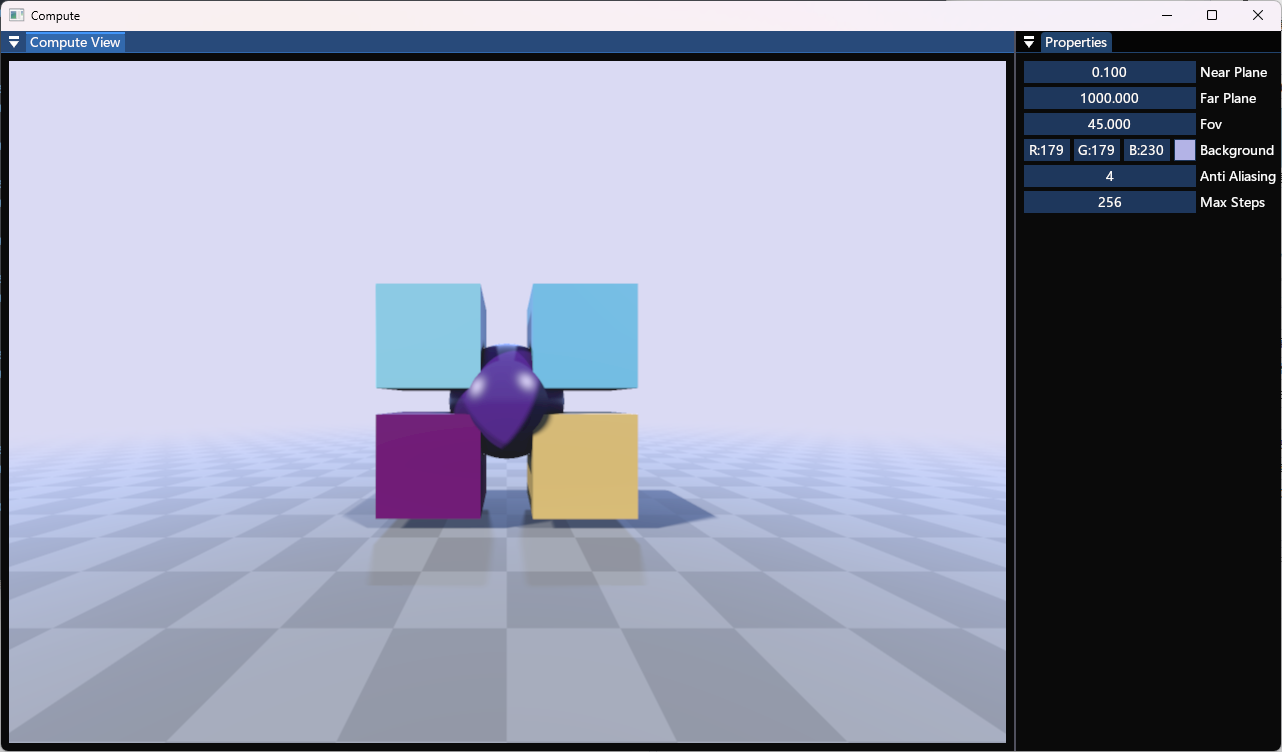 Compute
Compute View
Properties
0.100 Near Plane
1000.000 Far Plane
45.000 Fov
R:179 G:179 B:230 Background
4 Anti Aliasing
256 Max Steps